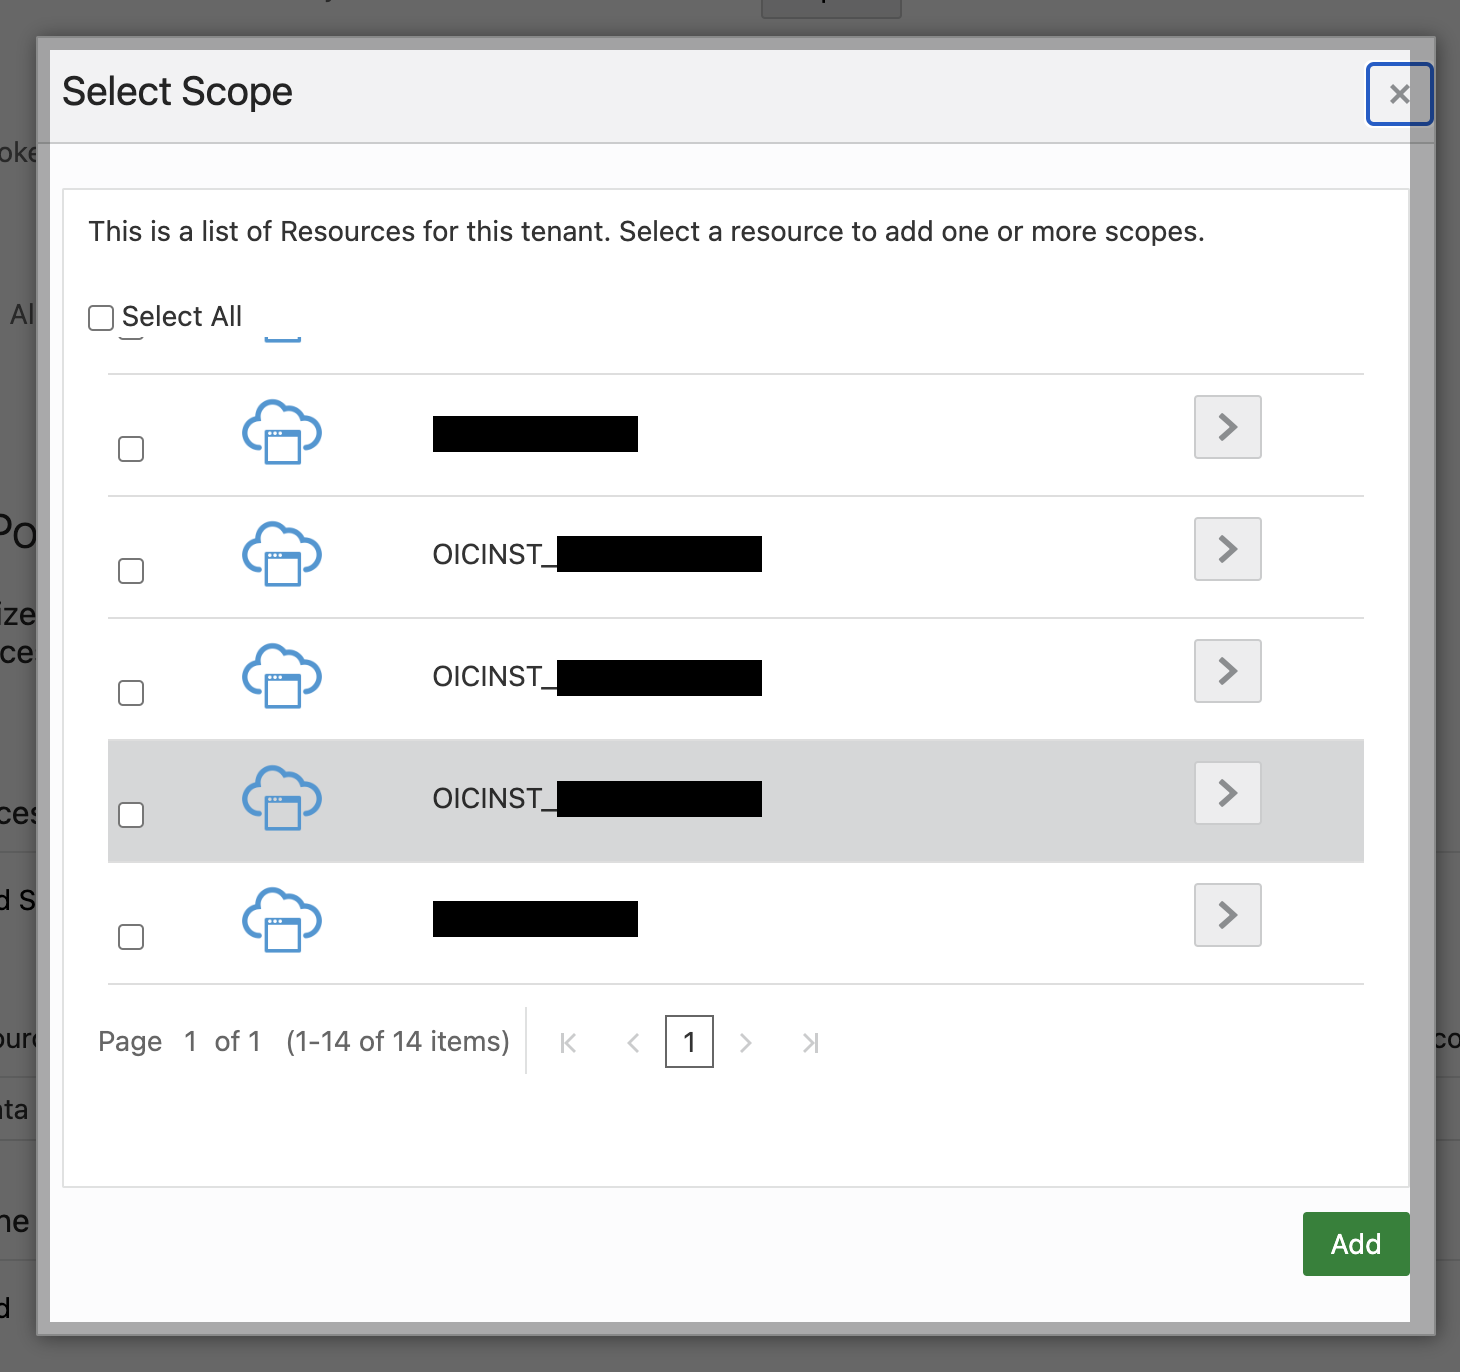 Select Scope
This is a list of Resources for this tenant. Select a resource to add one or more scopes.
Select All
OICINST_
OICINST_
OICINST_
Page 1 of 1 (1-14 of 14 items) 1
Add